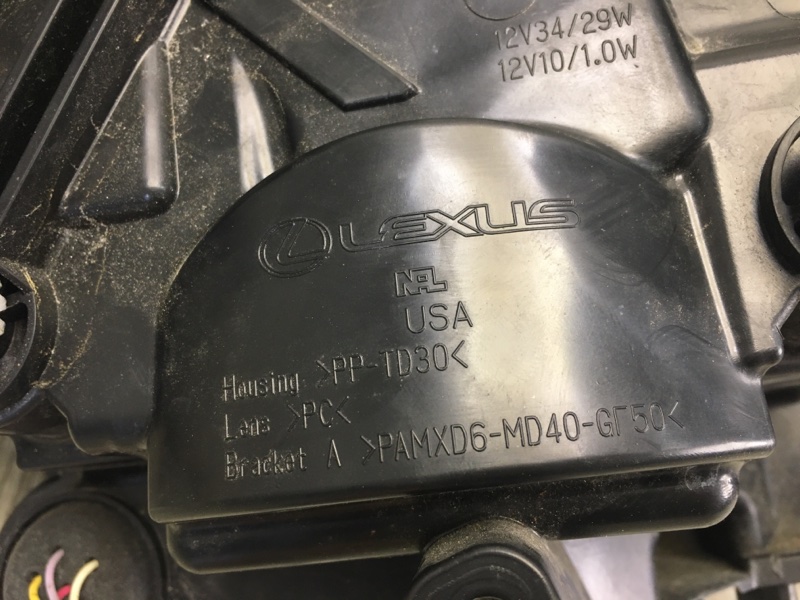 12V34/29W
12V10/1.0W
LEXUS
NAL
USA
Housing >PP-TD30<
Lens >PC<
Bracket A >PAMXD6-MD40-GF50<